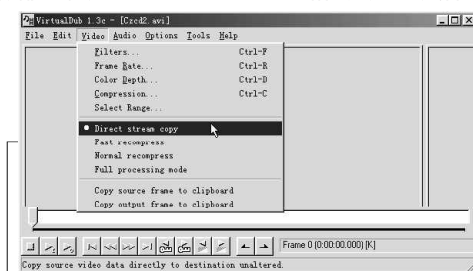 VirtualDub 1.3c - [Czcd2.avi]
File Edit Video Audio Options Tools Help
Filters... Ctrl-F
Frame Rate... Ctrl-R
Color Depth... Ctrl-D
Compression... Ctrl-C
Select Range...
Direct stream copy
Fast recompress
Normal recompress
Full processing mode
Copy source frame to clipboard
Copy output frame to clipboard
Frame 0 (0:00:00.000) [K]
Copy source video data directly to destination unaltered.